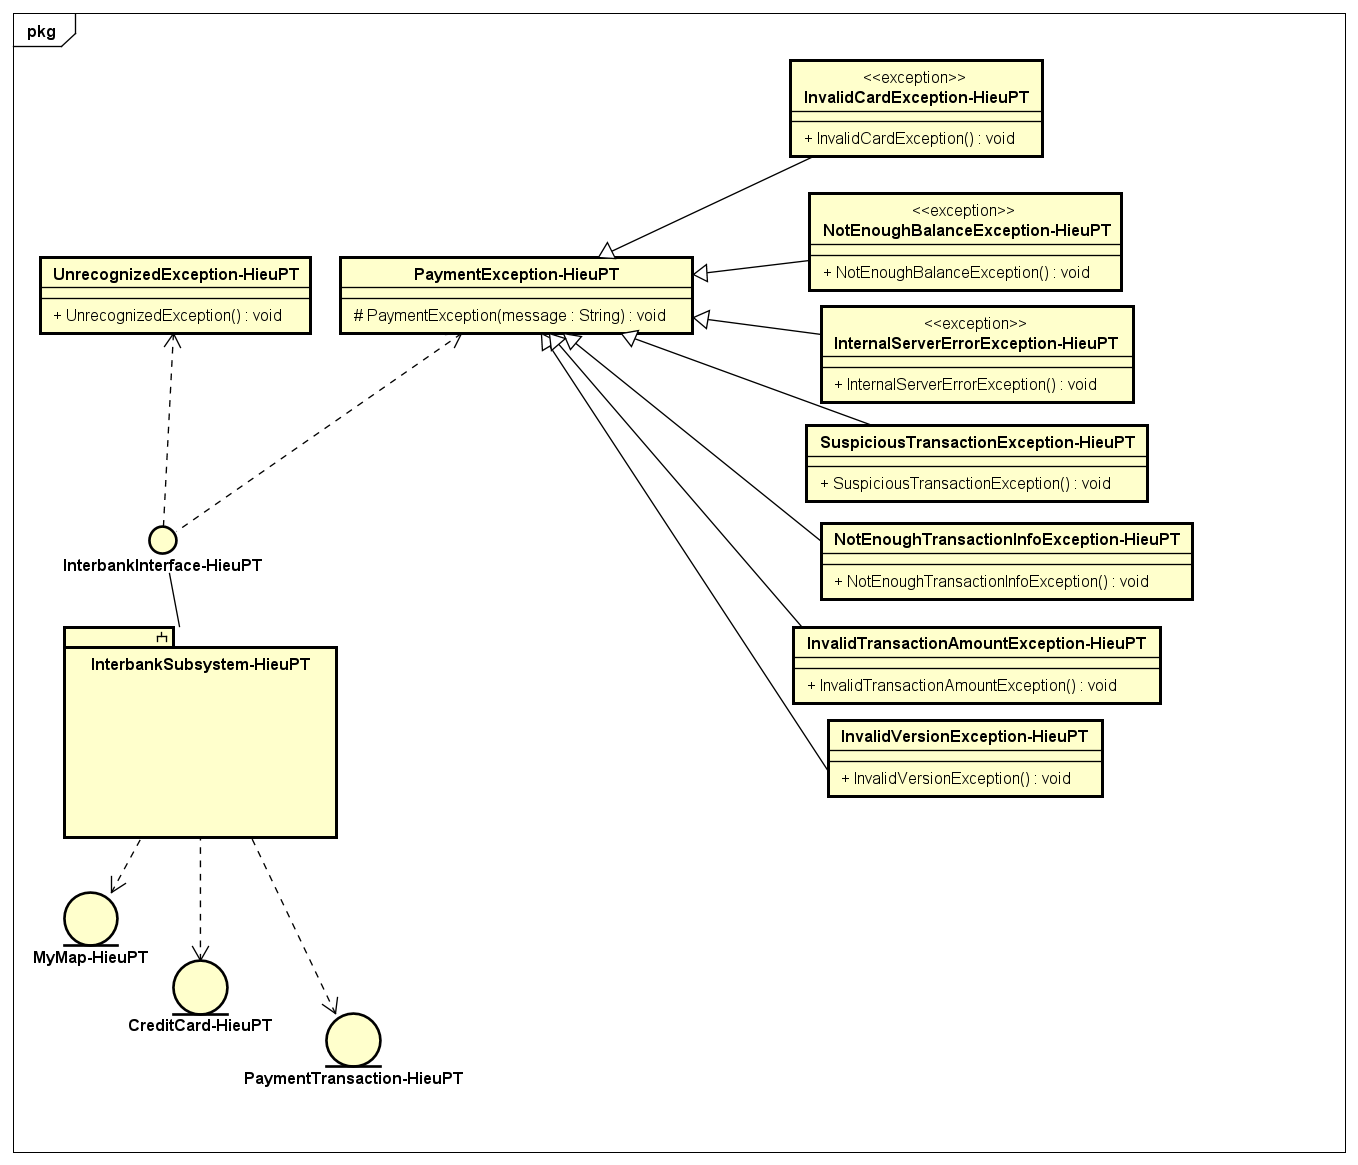 pkg
<<exception>>
InvalidCardException-HieuPT
+ InvalidCardException() : void
<<exception>>
NotEnoughBalanceException-HieuPT
+ NotEnoughBalanceException() : void
UnrecognizedException-HieuPT
+ UnrecognizedException() : void
PaymentException-HieuPT
# PaymentException(message : String) : void
<<exception>>
InternalServerErrorException-HieuPT
+ InternalServerErrorException() : void
SuspiciousTransactionException-HieuPT
+ SuspiciousTransactionException() : void
NotEnoughTransactionInfoException-HieuPT
+ NotEnoughTransactionInfoException() : void
InterbankInterface-HieuPT
InvalidTransactionAmountException-HieuPT
+ InvalidTransactionAmountException() : void
InterbankSubsystem-HieuPT
InvalidVersionException-HieuPT
+ InvalidVersionException() : void
MyMap-HieuPT
CreditCard-HieuPT
PaymentTransaction-HieuPT